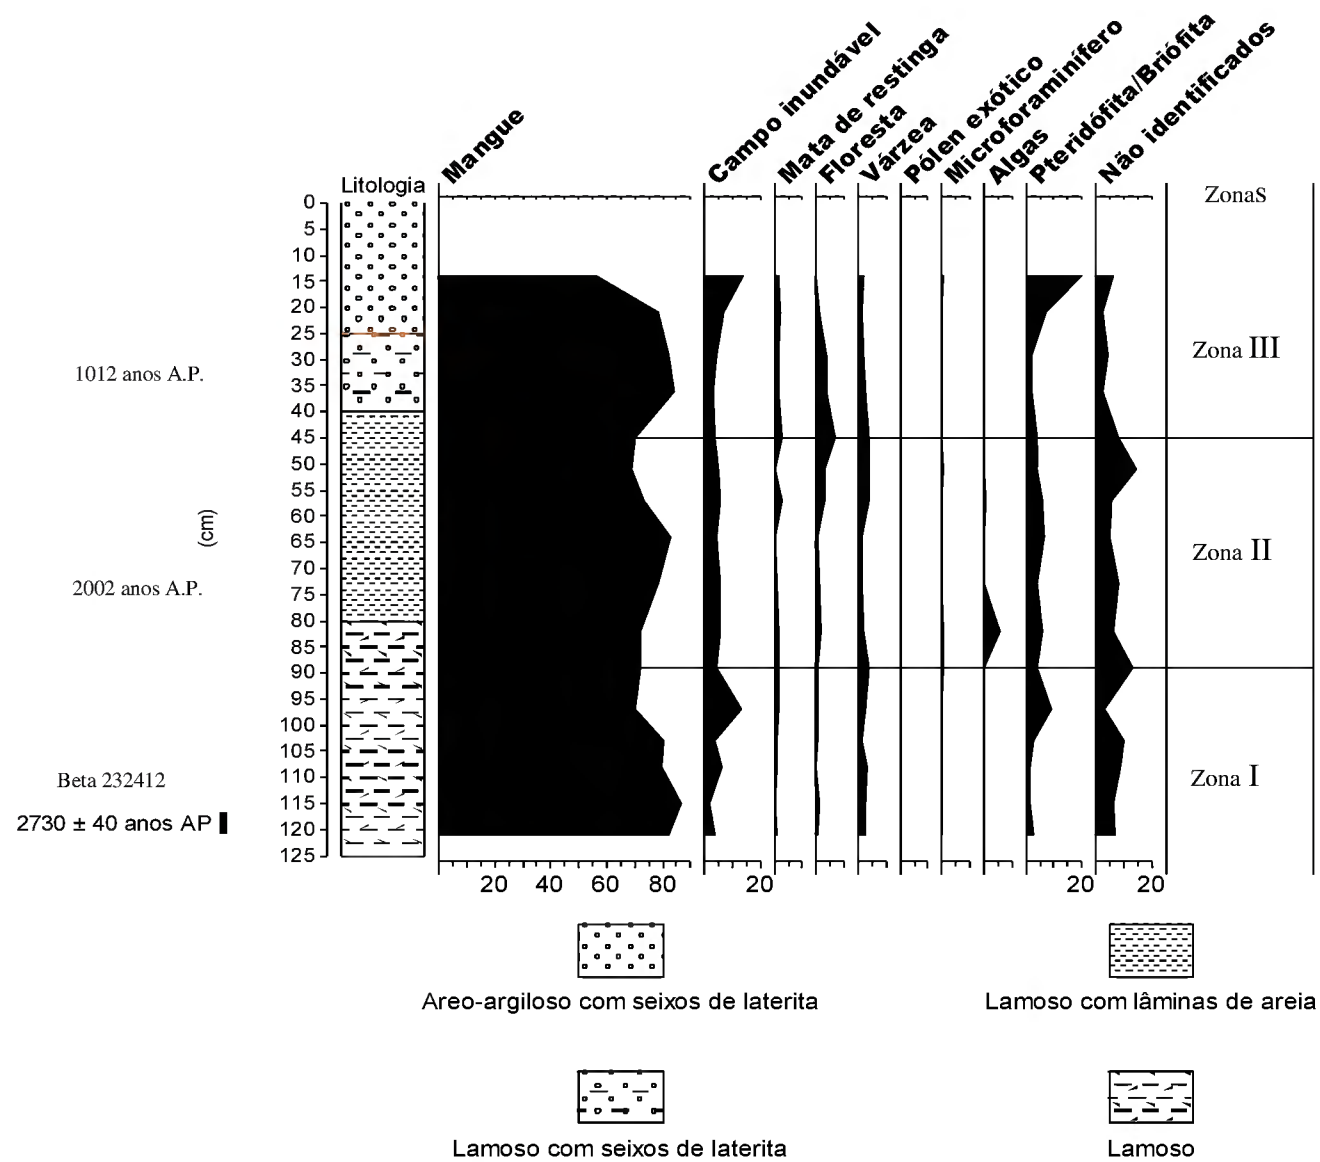 Mangue
Campo inundável
Mata de restinga
Floresta
Várzea
Pólen exótico
Microforaminífero
Algas
Pteridófita/Briófita
Não identificados
Litologia
ZonaS
0
5
10
15
20
25
30
35
40
45
50
55
60
65
70
75
80
85
90
95
100
105
110
115
120
125
(cm)
1012 anos A.P.
2002 anos A.P.
Beta 232412
2730 ± 40 anos AP
Zona III
Zona II
Zona I
20 40 60 80 20 20 20
Areo-argiloso com seixos de laterita
Lamoso com lâminas de areia
Lamoso com seixos de laterita
Lamoso